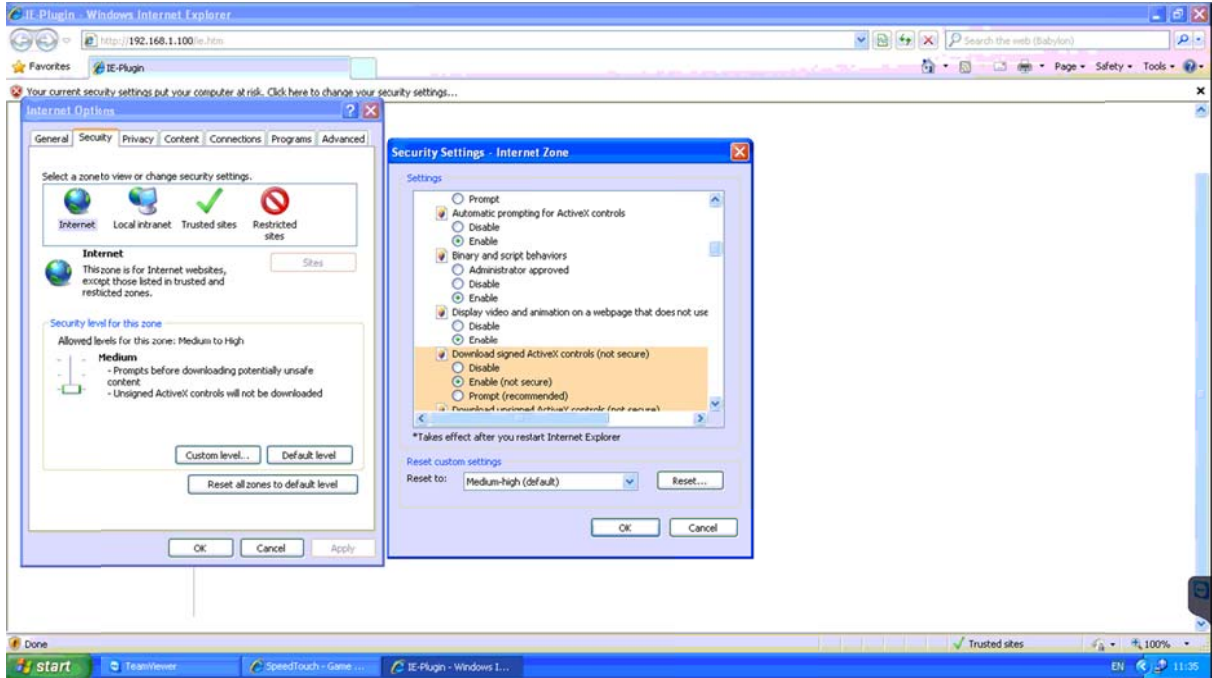 IE-Plugin - Windows Internet Explorer
http://192.168.1.100/ie.htm
Search the web (Babylon)
Favorites
IE-Plugin
Page
Safety
Tools
Your current security settings put your computer at risk. Click here to change your security settings...
Internet Options
General
Security
Privacy
Content
Connections
Programs
Advanced
Select a zone to view or change security settings.
Internet
Local intranet
Trusted sites
Restricted
sites
Internet
This zone is for Internet websites,
except those listed in trusted and
restricted zones.
Sites
Security level for this zone
Allowed levels for this zone: Medium to High
Medium
- Prompts before downloading potentially unsafe
content
- Unsigned ActiveX controls will not be downloaded
Custom level...
Default level
Reset all zones to default level
OK
Cancel
Apply
Security Settings - Internet Zone
Settings
Prompt
Automatic prompting for ActiveX controls
Disable
Enable
Binary and script behaviors
Administrator approved
Disable
Enable
Display video and animation on a webpage that does not use
Disable
Enable
Download signed ActiveX controls (not secure)
Disable
Enable (not secure)
Prompt (recommended)
Download unsigned ActiveX controls (not secure)
*Takes effect after you restart Internet Explorer
Reset custom settings
Reset to:
Medium-high (default)
Reset...
OK
Cancel
Done
Trusted sites
100%
start
TeamViewer
SpeedTouch - Game ...
IE-Plugin - Windows I...
EN
11:35